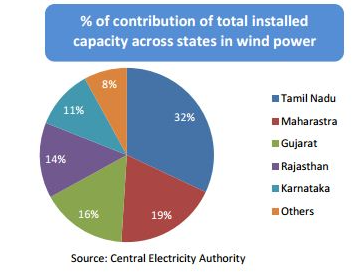 % of contribution of total installed
capacity across states in wind power
8%
32%
11%
14%
16%
19%
Tamil Nadu
Maharastra
Gujarat
Rajasthan
Karnataka
Others
Source: Central Electricity Authority